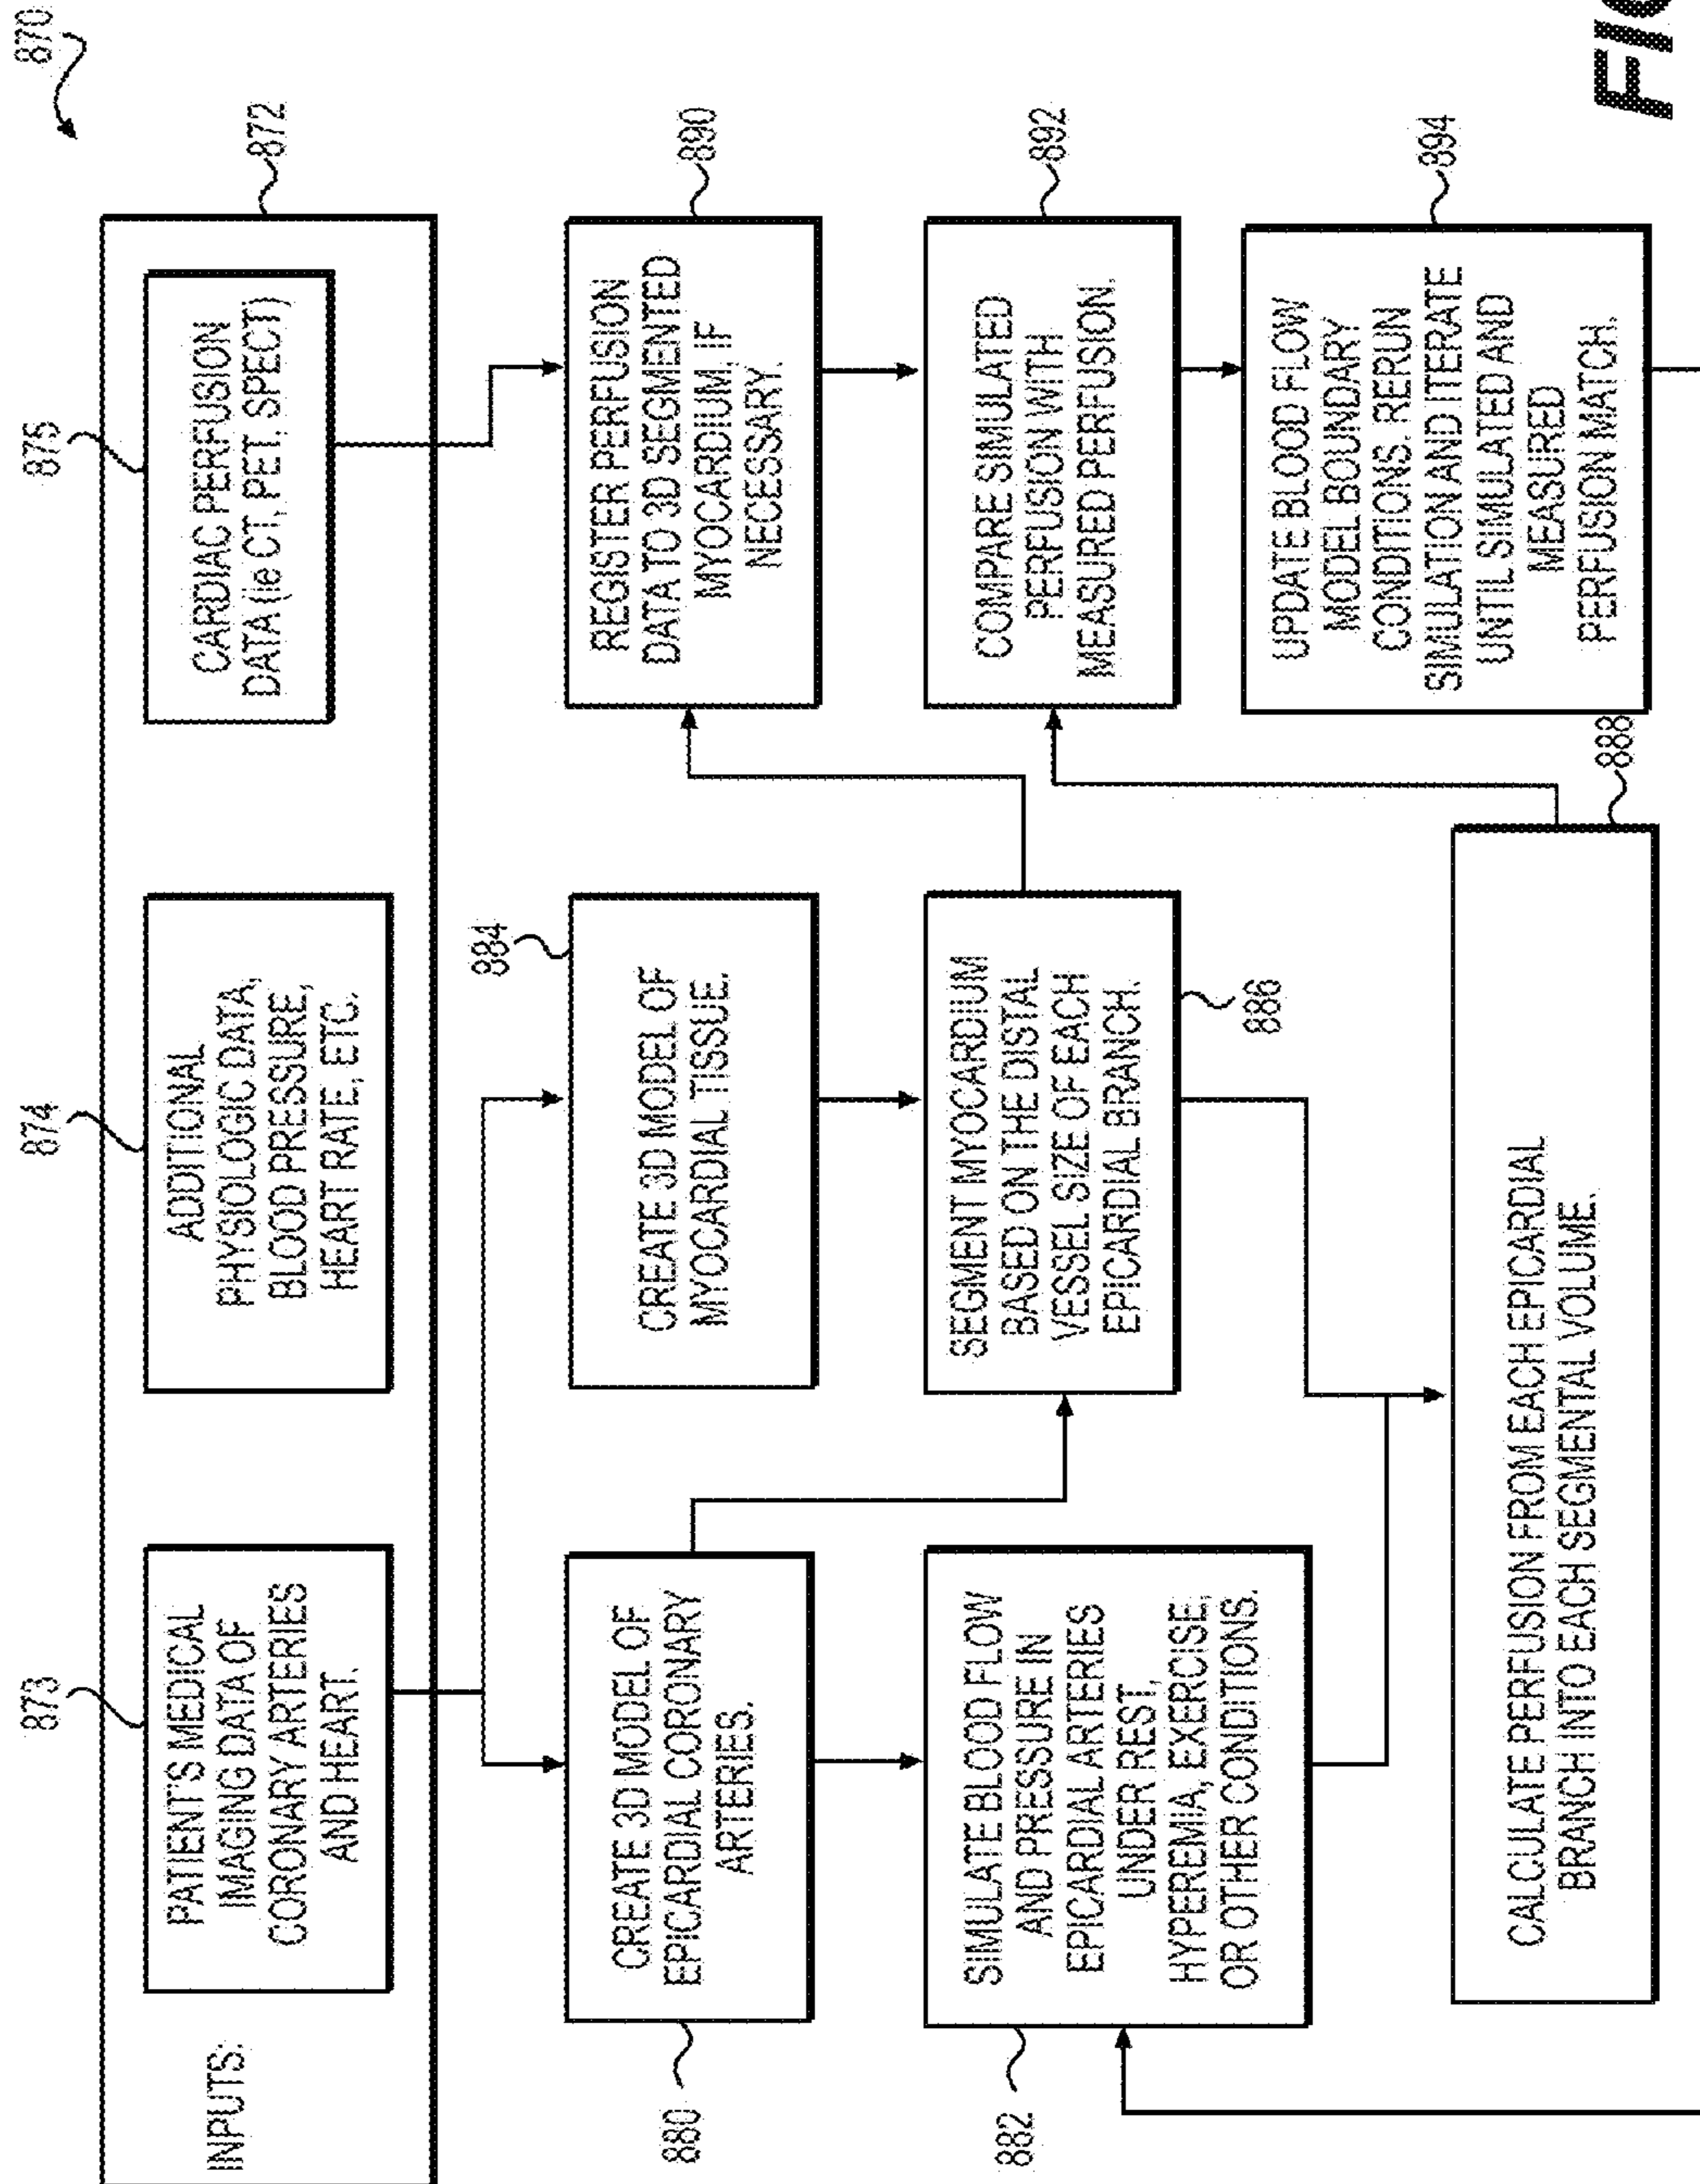 870
872
INPUTS:
873
PATIENT'S MEDICAL
IMAGING DATA OF
CORONARY ARTERIES
AND HEART.
874
ADDITIONAL
PHYSIOLOGIC DATA,
BLOOD PRESSURE,
HEART RATE, ETC.
875
CARDIAC PERFUSION
DATA (ie CT, PET, SPECT)
880
CREATE 3D MODEL OF
EPICARDIAL CORONARY
ARTERIES.
884
CREATE 3D MODEL OF
MYOCARDIAL TISSUE.
890
REGISTER PERFUSION
DATA TO 3D SEGMENTED
MYOCARDIUM, IF
NECESSARY.
882
SIMULATE BLOOD FLOW
AND PRESSURE IN
EPICARDIAL ARTERIES
UNDER REST,
HYPEREMIA, EXERCISE,
OR OTHER CONDITIONS.
SEGMENT MYOCARDIUM
BASED ON THE DISTAL
VESSEL SIZE OF EACH
EPICARDIAL BRANCH.
886
892
COMPARE SIMULATED
PERFUSION WITH
MEASURED PERFUSION.
894
UPDATE BLOOD FLOW
MODEL BOUNDARY
CONDITIONS. RERUN
SIMULATION AND ITERATE
UNTIL SIMULATED AND
MEASURED
PERFUSION MATCH.
888
CALCULATE PERFUSION FROM EACH EPICARDIAL
BRANCH INTO EACH SEGMENTAL VOLUME.